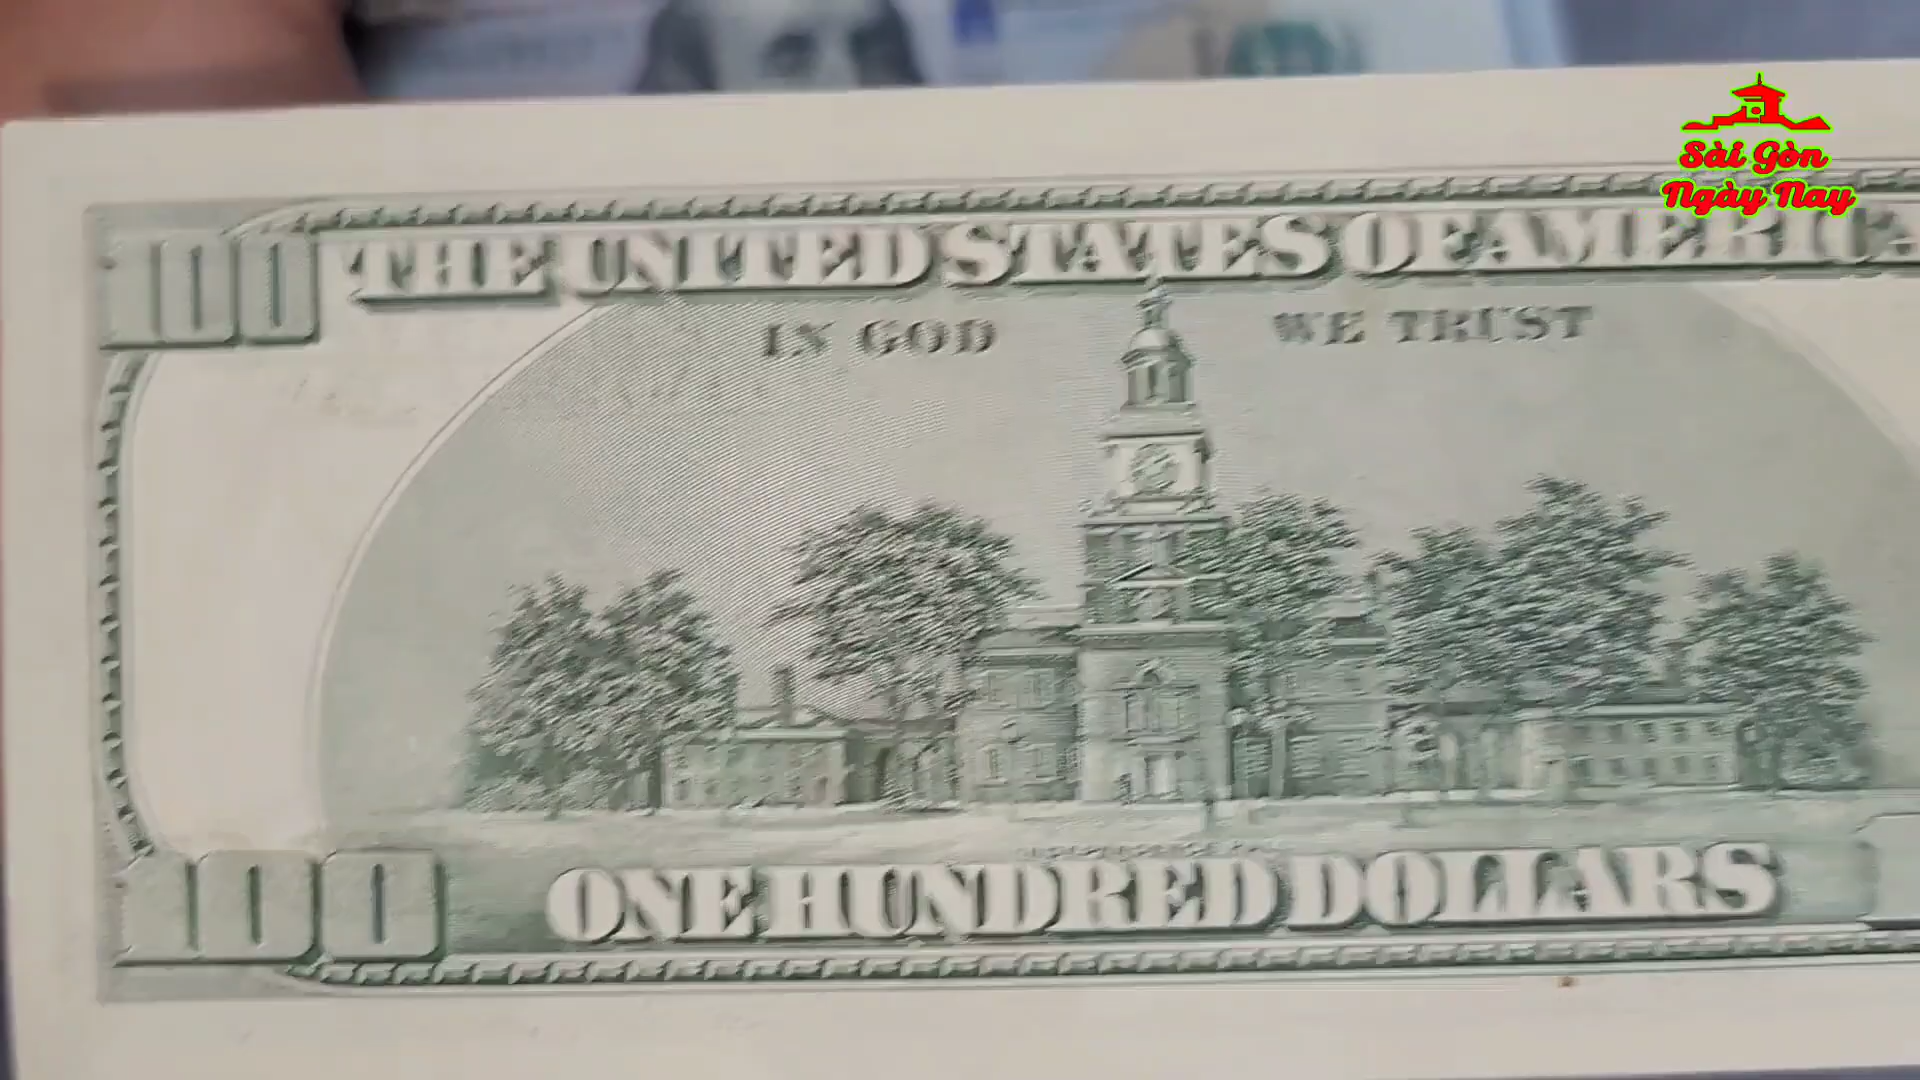 Sài Gòn
Ngày Nay
100 THE UNITED STATES OF AMERICA
IN GOD WE TRUST
100 ONE HUNDRED DOLLARS